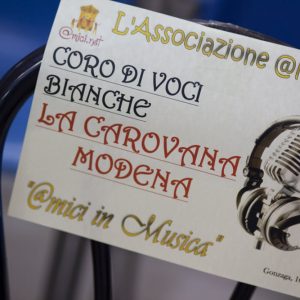 L'Associazione @
@mici.net
CORO DI VOCI
BIANCHE
LA CAROVANA
MODENA
"@mici in Musica"
Gonzaga,